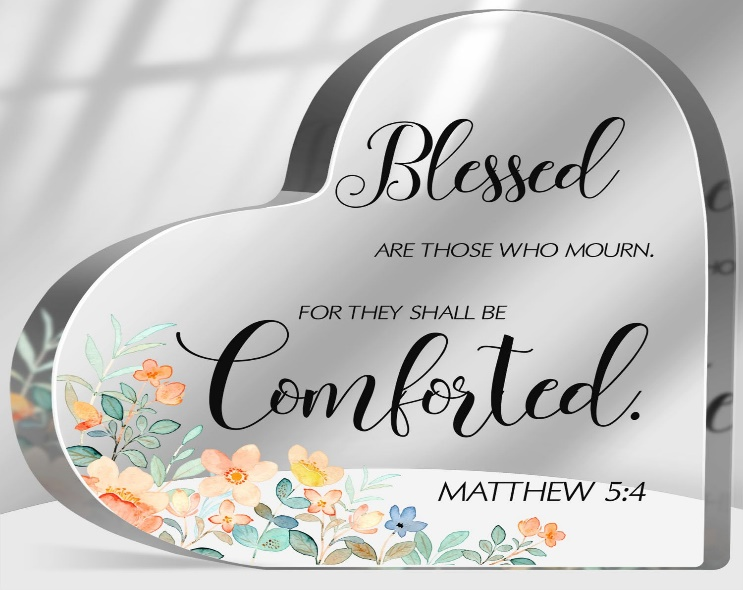 Blessed
ARE THOSE WHO MOURN.
FOR THEY SHALL BE
Comforted.
MATTHEW 5:4